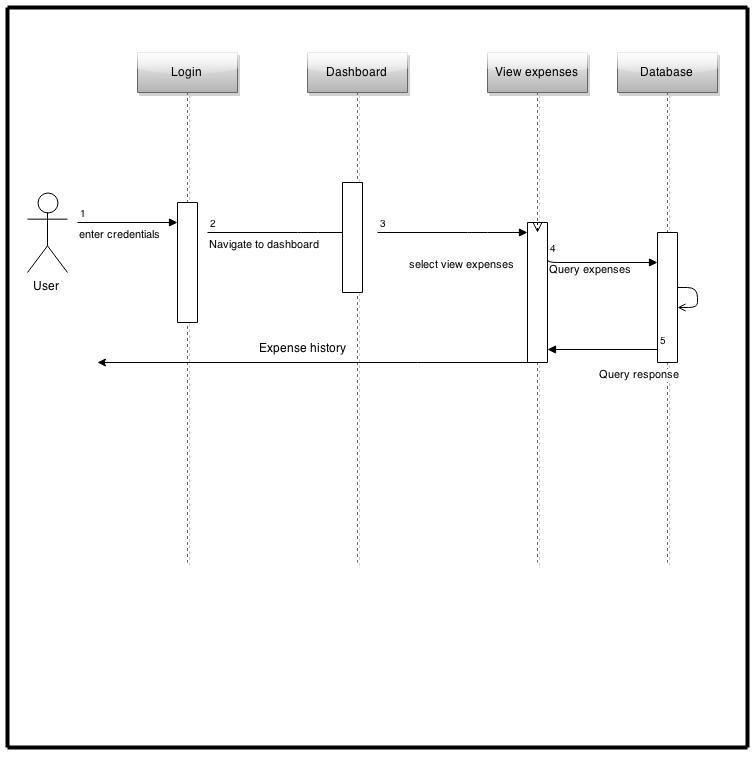 Login
Dashboard
View expenses
Database
1
enter credentials
2
Navigate to dashboard
3
select view expenses
4
Query expenses
User
5
Expense history
Query response